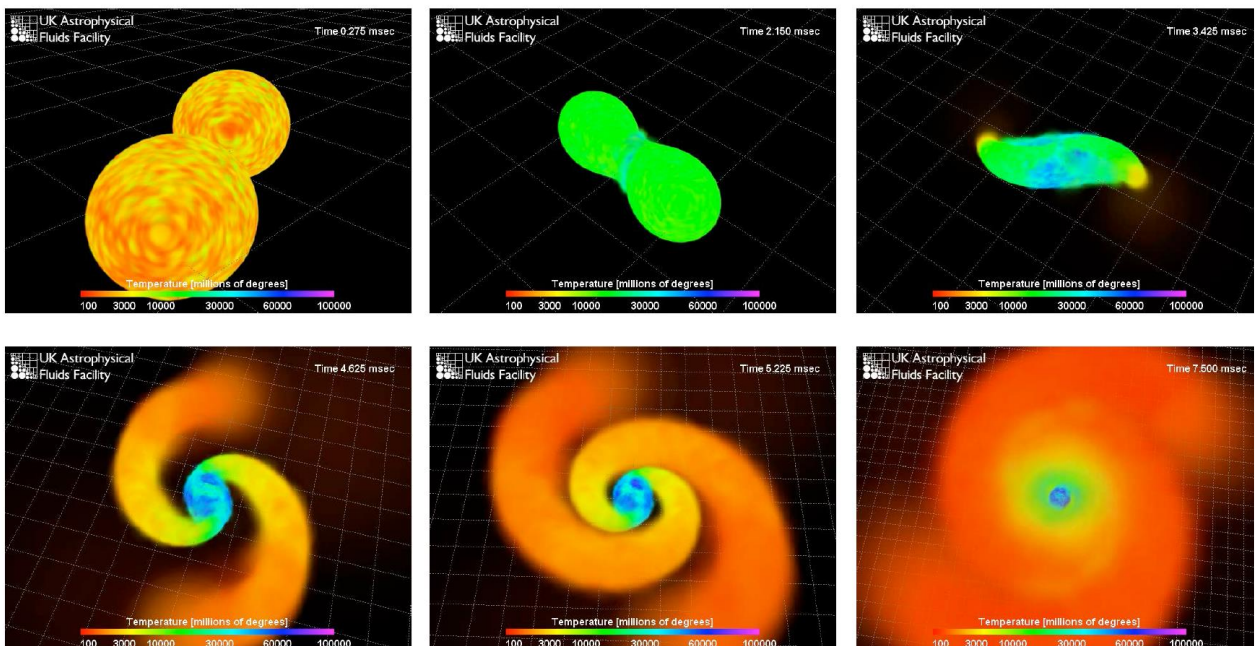 UK Astrophysical
Fluids Facility
Time 0.275 msec
Temperature [millions of degrees]
100 3000 10000 30000 60000 100000
UK Astrophysical
Fluids Facility
Time 2.150 msec
Temperature [millions of degrees]
100 3000 10000 30000 60000 100000
UK Astrophysical
Fluids Facility
Time 3.425 msec
Temperature [millions of degrees]
100 3000 10000 30000 60000 100000
UK Astrophysical
Fluids Facility
Time 4.625 msec
Temperature [millions of degrees]
100 3000 10000 30000 60000 100000
UK Astrophysical
Fluids Facility
Time 5.225 msec
Temperature [millions of degrees]
100 3000 10000 30000 60000 100000
UK Astrophysical
Fluids Facility
Time 7.500 msec
Temperature [millions of degrees]
100 3000 10000 30000 60000 100000